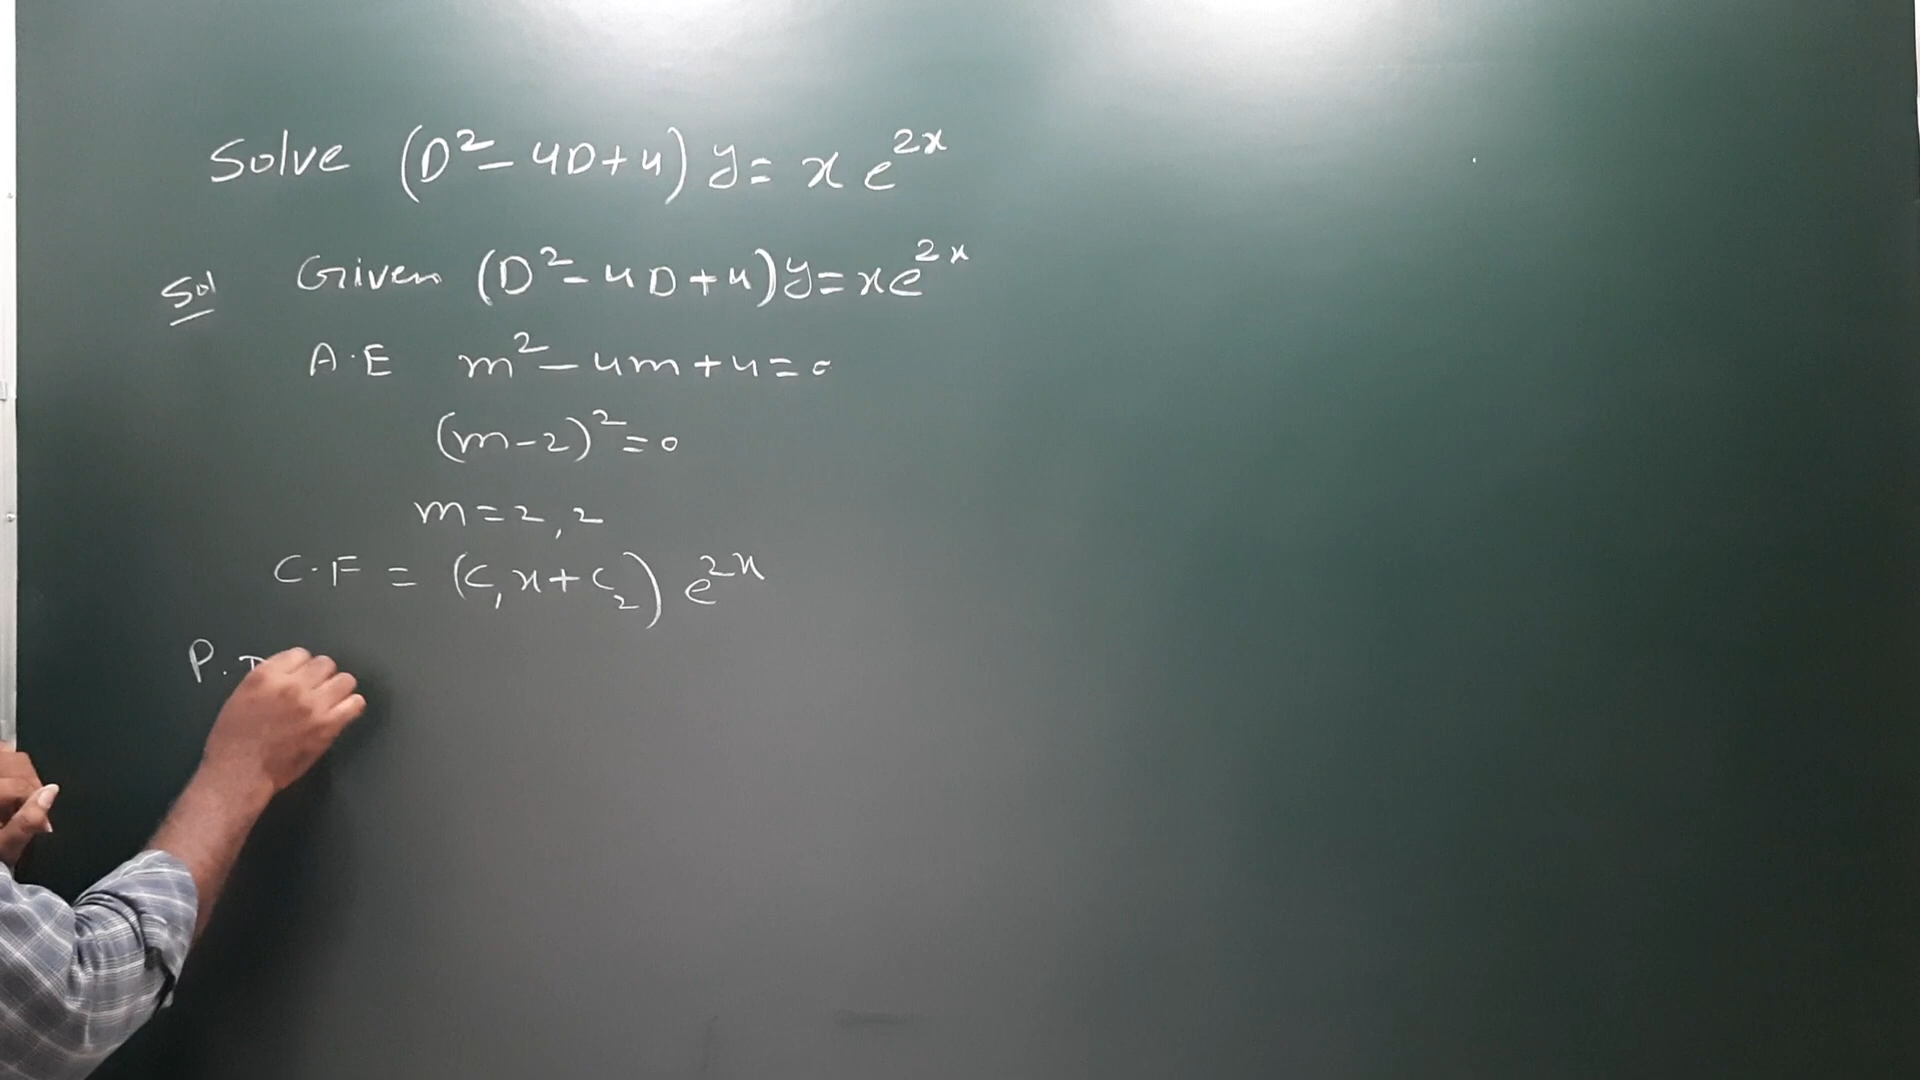 Solve (D²-4D+4) y = x e^2x
Sol Given (D²-4D+4)y=xe^2x
A.E m²-4m+4=0
(m-2)²=0
m=2,2
C.F = (C₁x+C₂) e^2x
P.